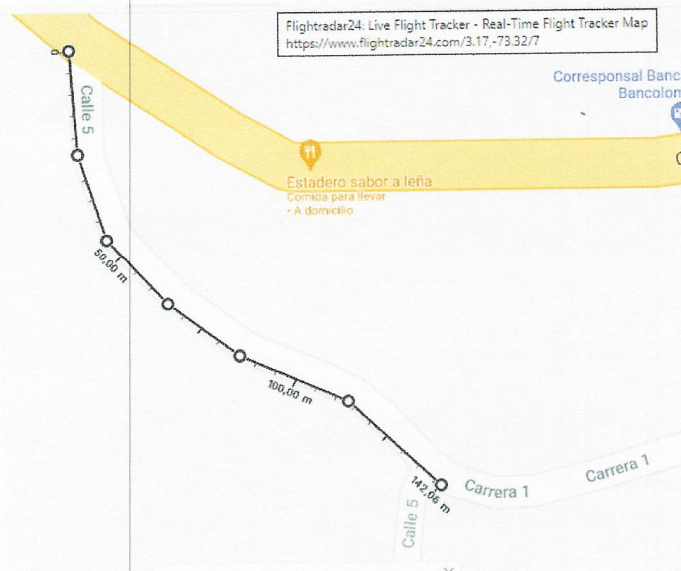 Flightradar24: Live Flight Tracker - Real-Time Flight Tracker Map
https://www.flightradar24.com/3.17,-73.32/7
0
Calle 5
Corresponsal Banc
Bancolom
Estadero sabor a leña
Comida para llevar
• A domicilio
50,00 m
100,00 m
142,06 m
Carrera 1
Carrera 1
Calle 5